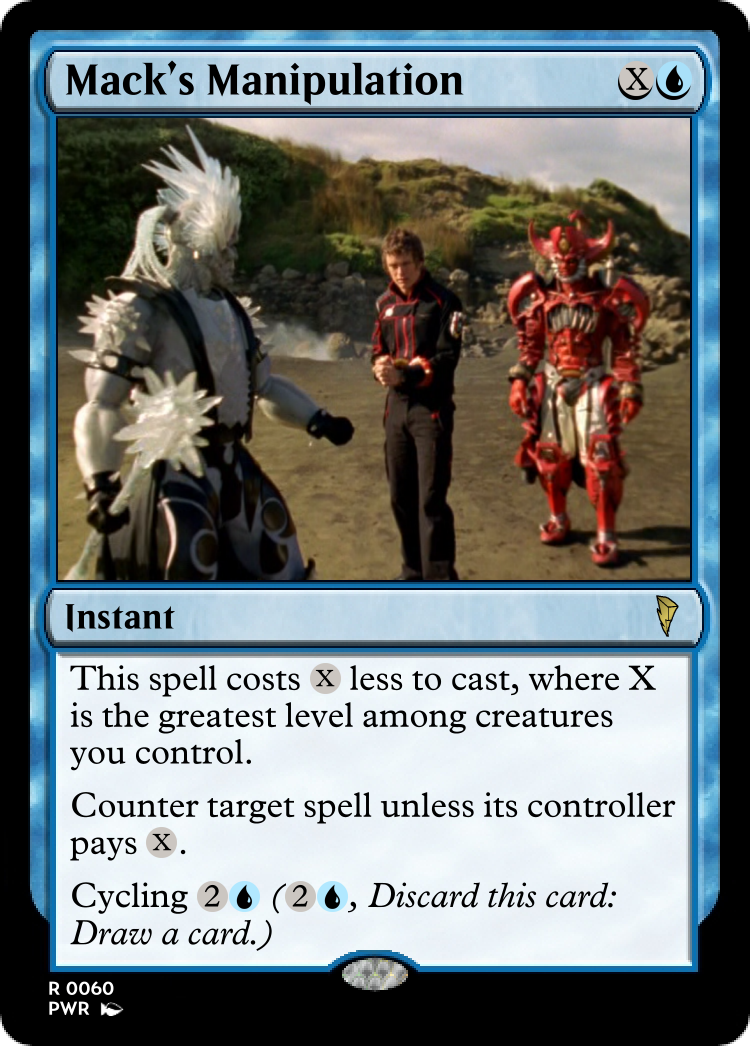 Mack's Manipulation X
Instant
This spell costs X less to cast, where X
is the greatest level among creatures
you control.
Counter target spell unless its controller
pays X.
Cycling 2 (2, Discard this card:
Draw a card.)
R 0060
PWR